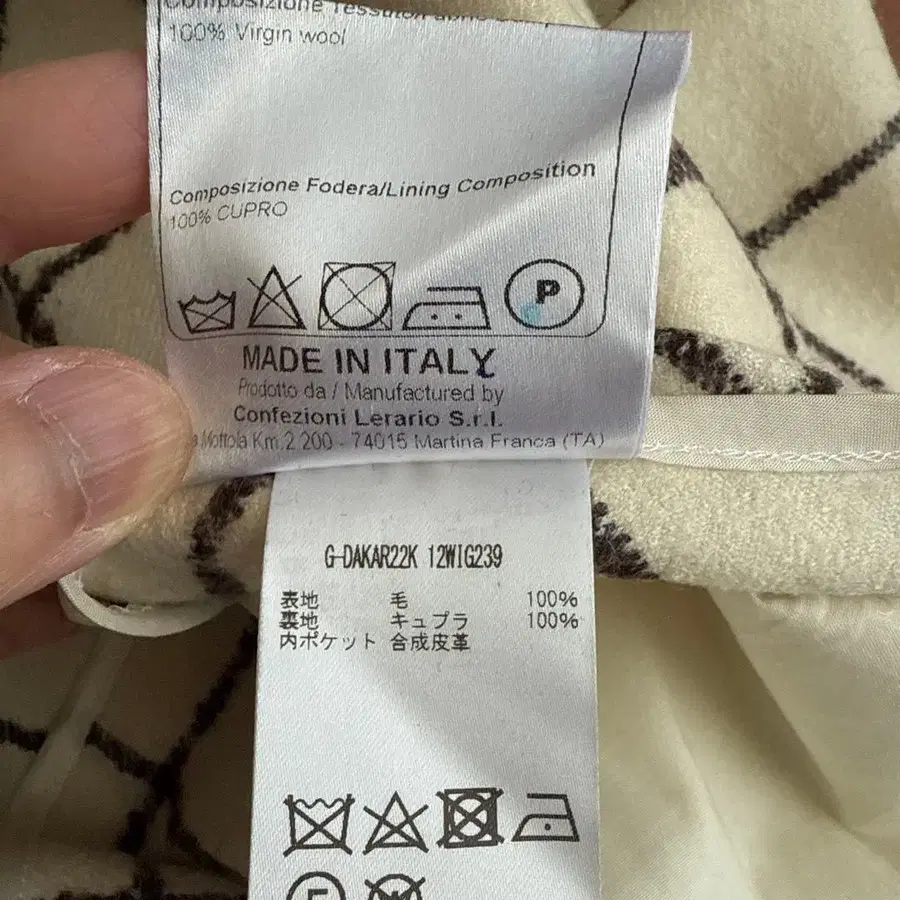 Composizione Tessuto
100% Virgin wool
Composizione Fodera/Lining Composition
100% CUPRO
P
MADE IN ITALY
Prodotto da / Manufactured by
Confezioni Lerario S.r.l.
Mottola Km.2 200 - 74015 Martina Franca (TA)
G-DAKAR22K 12WIG239
表地 毛 100%
裏地 キュプラ 100%
内ポケット 合成皮革